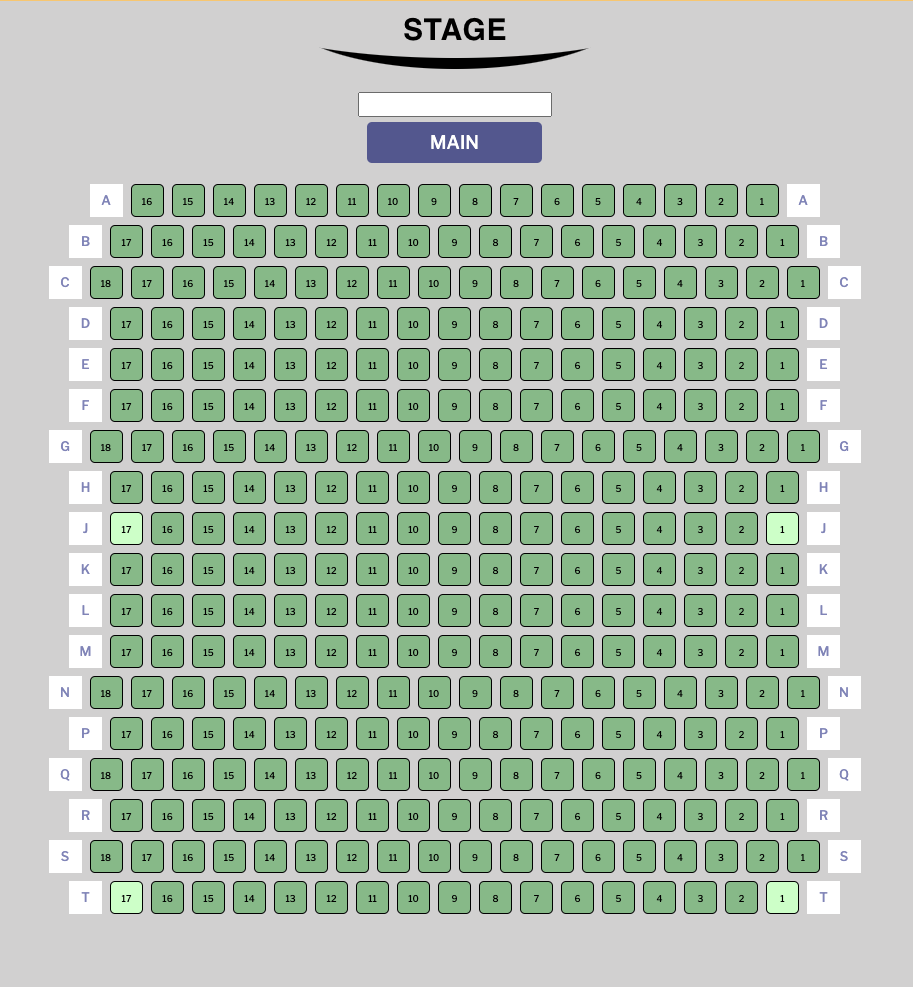 STAGE
MAIN
A 16 15 14 13 12 11 10 9 8 7 6 5 4 3 2 1 A
B 17 16 15 14 13 12 11 10 9 8 7 6 5 4 3 2 1 B
C 18 17 16 15 14 13 12 11 10 9 8 7 6 5 4 3 2 1 C
D 17 16 15 14 13 12 11 10 9 8 7 6 5 4 3 2 1 D
E 17 16 15 14 13 12 11 10 9 8 7 6 5 4 3 2 1 E
F 17 16 15 14 13 12 11 10 9 8 7 6 5 4 3 2 1 F
G 18 17 16 15 14 13 12 11 10 9 8 7 6 5 4 3 2 1 G
H 17 16 15 14 13 12 11 10 9 8 7 6 5 4 3 2 1 H
J 17 16 15 14 13 12 11 10 9 8 7 6 5 4 3 2 1 J
K 17 16 15 14 13 12 11 10 9 8 7 6 5 4 3 2 1 K
L 17 16 15 14 13 12 11 10 9 8 7 6 5 4 3 2 1 L
M 17 16 15 14 13 12 11 10 9 8 7 6 5 4 3 2 1 M
N 18 17 16 15 14 13 12 11 10 9 8 7 6 5 4 3 2 1 N
P 17 16 15 14 13 12 11 10 9 8 7 6 5 4 3 2 1 P
Q 18 17 16 15 14 13 12 11 10 9 8 7 6 5 4 3 2 1 Q
R 17 16 15 14 13 12 11 10 9 8 7 6 5 4 3 2 1 R
S 18 17 16 15 14 13 12 11 10 9 8 7 6 5 4 3 2 1 S
T 17 16 15 14 13 12 11 10 9 8 7 6 5 4 3 2 1 T